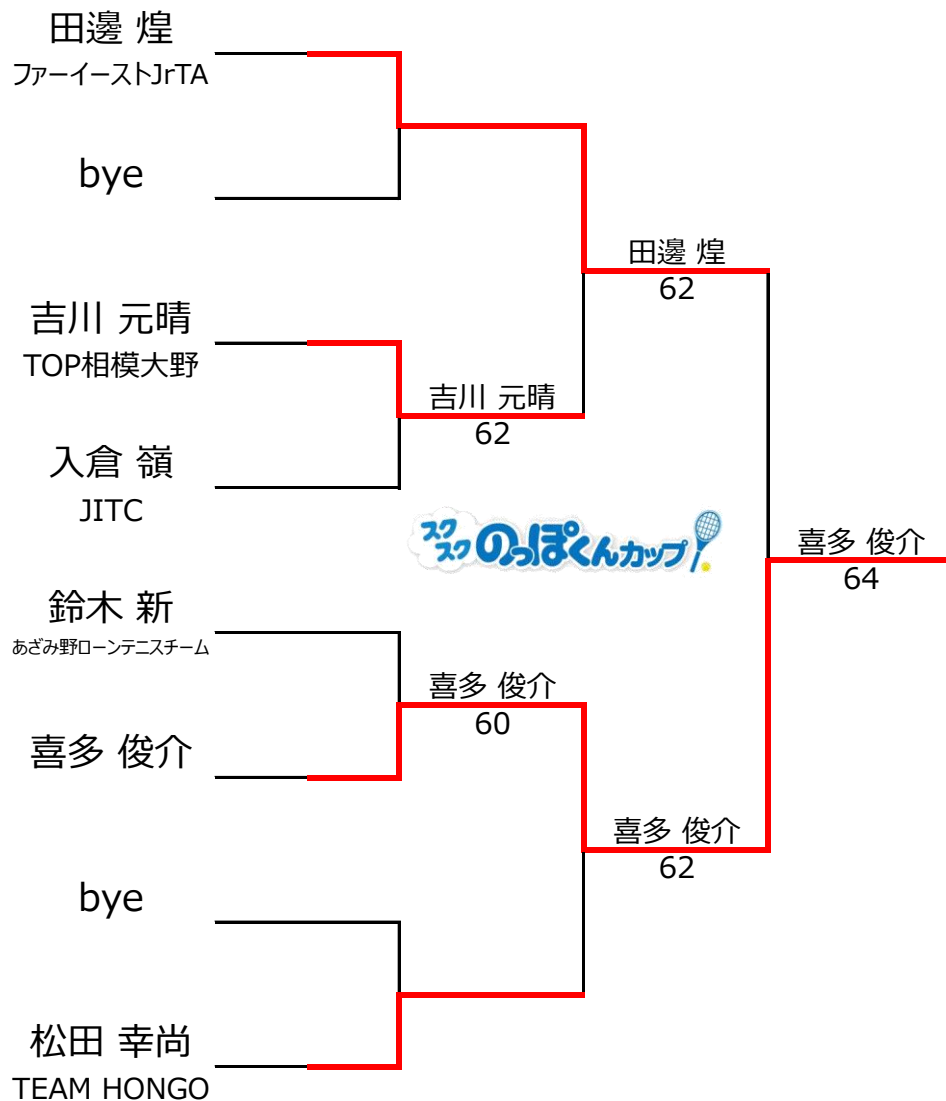 田邊 煌
ファーイーストJrTA
bye
田邊 煌
62
吉川 元晴
TOP相模大野
吉川 元晴
62
入倉 嶺
JITC
スクスク のっぽくんカップ
喜多 俊介
64
鈴木 新
あざみ野ローンテニスチーム
喜多 俊介
60
喜多 俊介
喜多 俊介
62
bye
松田 幸尚
TEAM HONGO